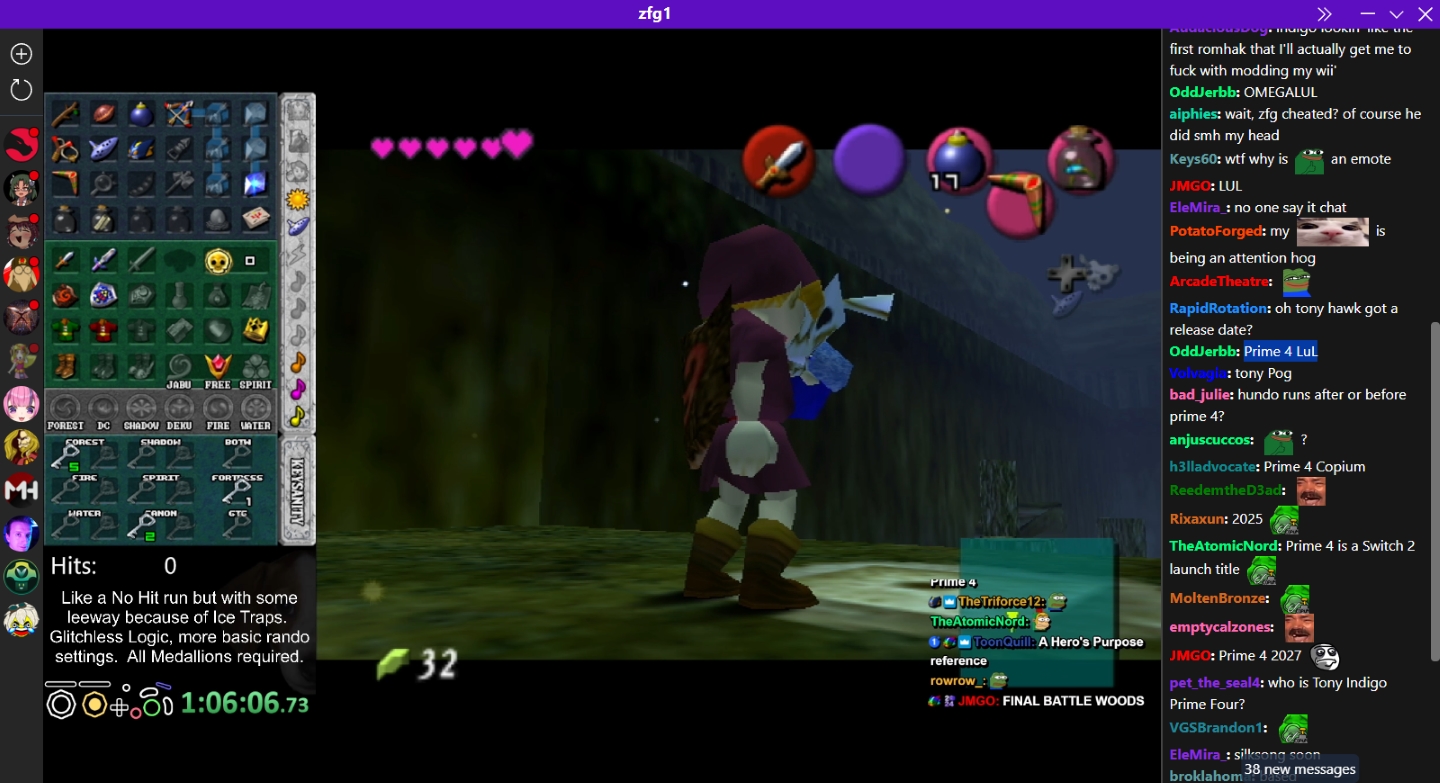 zfg1
JABU FREE SPIRIT
FOREST DC SHADOW DEKU FIRE WATER
FOREST SHADOW BOTH
5
FIRE SPIRIT FORTRESS
1
WATER GANON GTG
2
KEYSANITY
Hits: 0
Like a No Hit run but with some
leeway because of Ice Traps.
Glitchless Logic, more basic rando
settings. All Medallions required.
1:06:06.73
17
32
Prime 4
TheTriforce12:
TheAtomicNord:
ToonQuill: A Hero's Purpose
reference
rowrow_:
JMGO: FINAL BATTLE WOODS
AudaciousDog: indigo lookin' like the
first romhak that I'll actually get me to
fuck with modding my wii'
OddJerbb: OMEGALUL
aiphies: wait, zfg cheated? of course he
did smh my head
Keys60: wtf why is an emote
JMGO: LUL
EleMira_: no one say it chat
PotatoForged: my is
being an attention hog
ArcadeTheatre:
RapidRotation: oh tony hawk got a
release date?
OddJerbb: Prime 4 LuL
Volvagia: tony Pog
bad_julie: hundo runs after or before
prime 4?
anjuscuccos: ?
h3lladvocate: Prime 4 Copium
ReedemtheD3ad:
Rixaxun: 2025
TheAtomicNord: Prime 4 is a Switch 2
launch title
MoltenBronze:
emptycalzones:
JMGO: Prime 4 2027
pet_the_seal4: who is Tony Indigo
Prime Four?
VGSBrandon1:
EleMira_: silksong soon
38 new messages